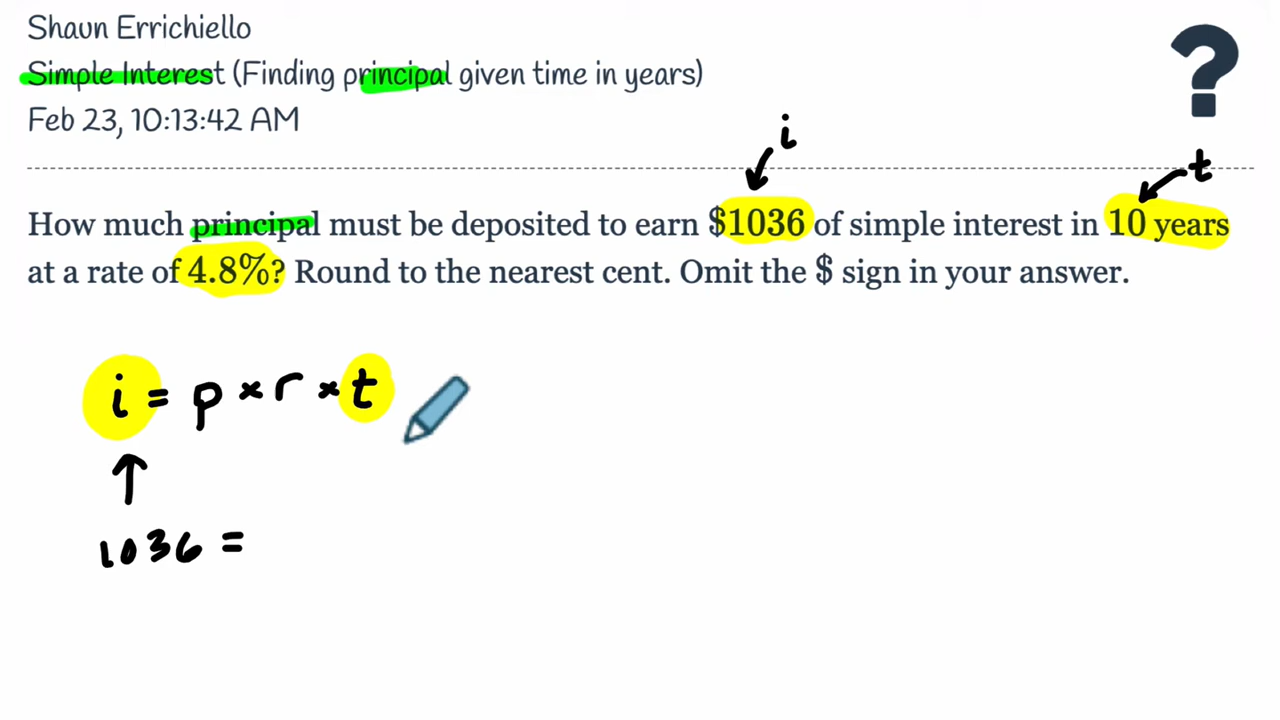 Shaun Errichiello
Simple Interest (Finding principal given time in years)
Feb 23, 10:13:42 AM
?
i
t
How much principal must be deposited to earn $1036 of simple interest in 10 years
at a rate of 4.8%? Round to the nearest cent. Omit the $ sign in your answer.
i = p × r × t
1036 =